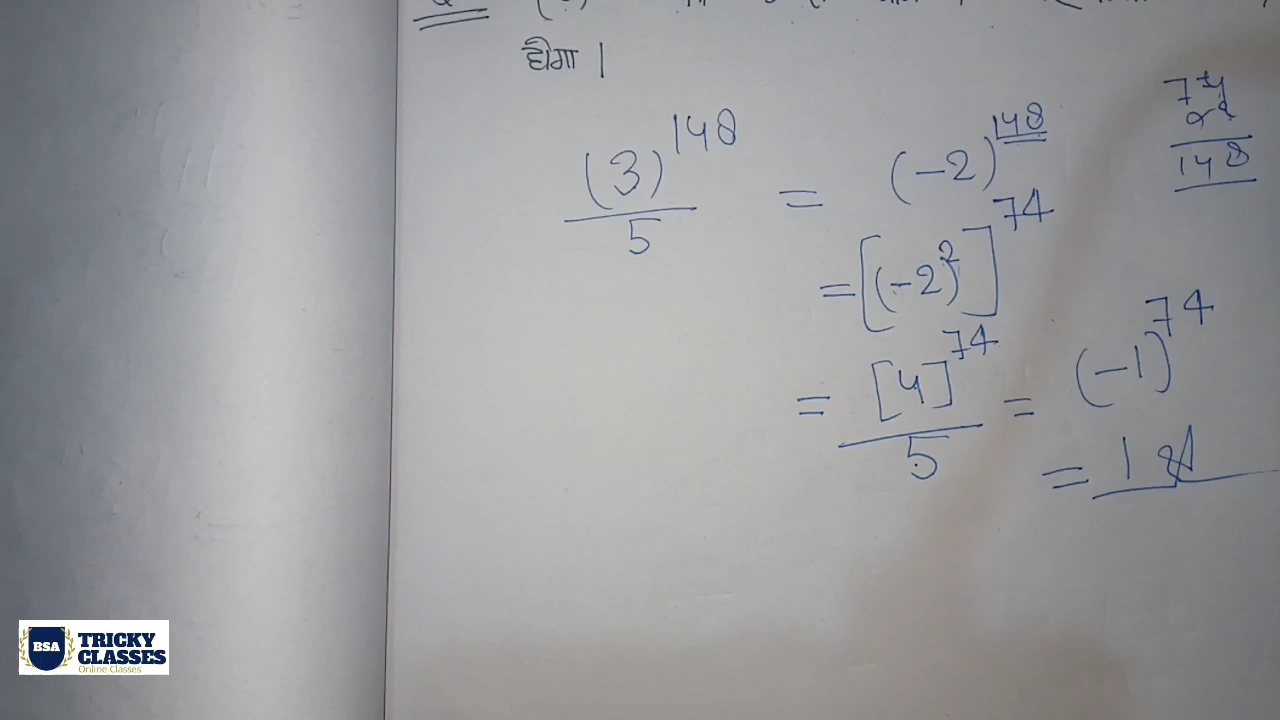 होगा |
(3)^148 / 5 = (-2)^148
= [(-2)^2]^74
= [4]^74 / 5 = (-1)^74
= 1
74
×2
148
BSA
TRICKY
CLASSES
Online Classes